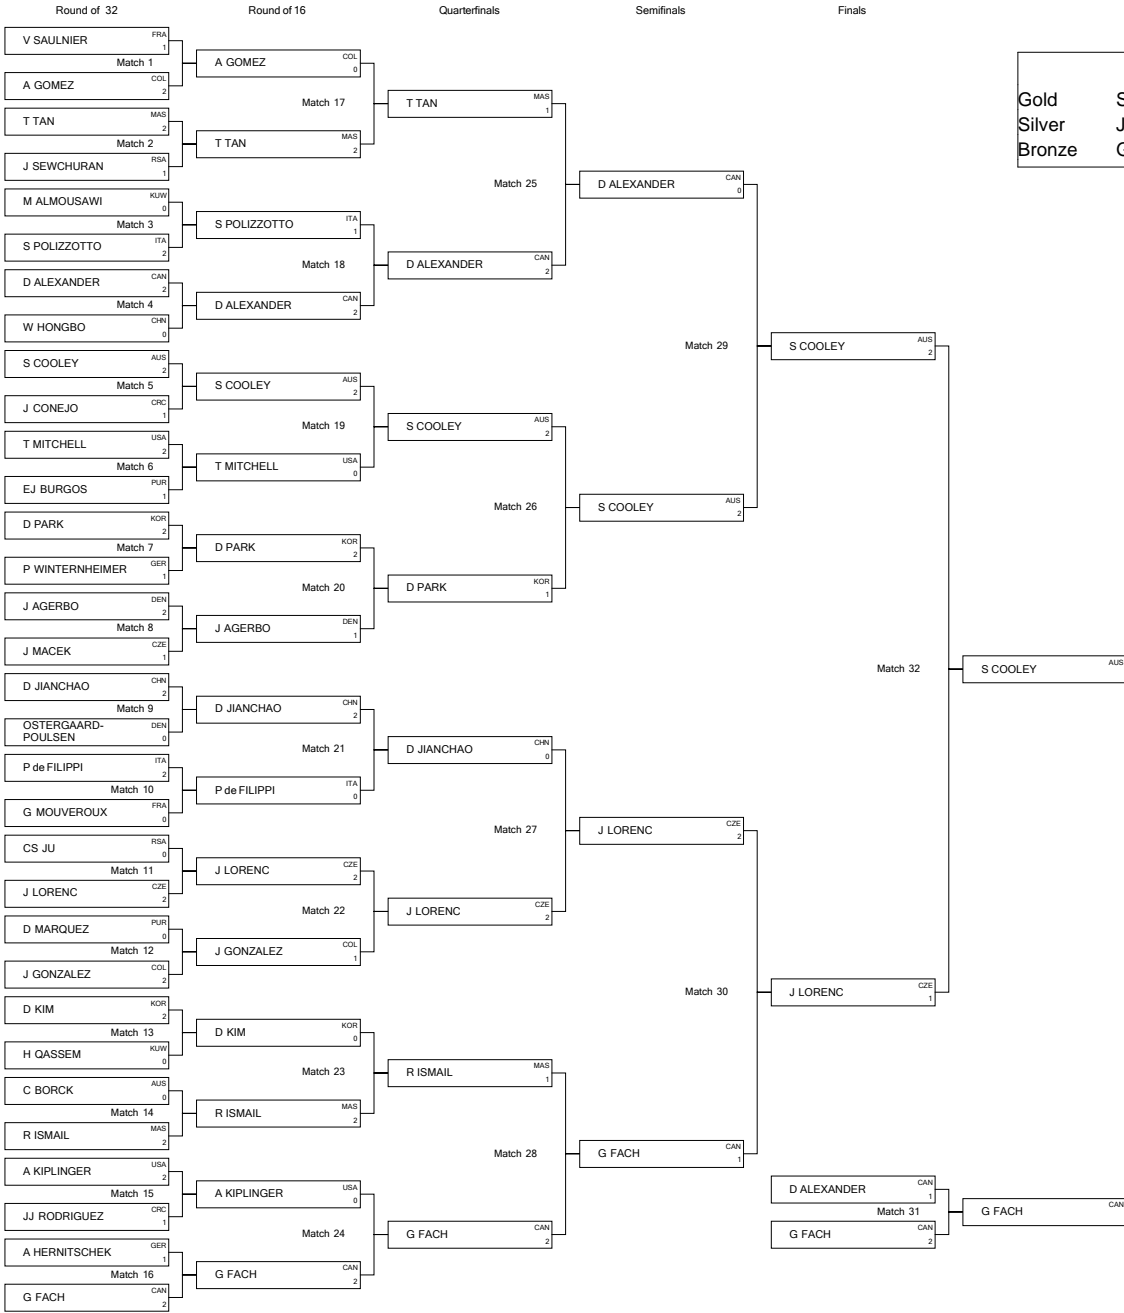 Round of 32 Round of 16 Quarterfinals Semifinals Finals
V SAULNIER FRA 1
Match 1
A GOMEZ COL 2
T TAN MAS 2
Match 2
J SEWCHURAN RSA 1
M ALMOUSAWI KUW 0
Match 3
S POLIZZOTTO ITA 2
D ALEXANDER CAN 2
Match 4
W HONGBO CHN 0
S COOLEY AUS 2
Match 5
J CONEJO CRC 1
T MITCHELL USA 2
Match 6
EJ BURGOS PUR 1
D PARK KOR 2
Match 7
P WINTERNHEIMER GER 1
J AGERBO DEN 2
Match 8
J MACEK CZE 1
D JIANCHAO CHN 2
Match 9
OSTERGAARD-
POULSEN DEN 0
P de FILIPPI ITA 2
Match 10
G MOUVEROUX FRA 0
CS JU RSA 0
Match 11
J LORENC CZE 2
D MARQUEZ PUR 0
Match 12
J GONZALEZ COL 2
D KIM KOR 2
Match 13
H QASSEM KUW 0
C BORCK AUS 0
Match 14
R ISMAIL MAS 2
A KIPLINGER USA 2
Match 15
JJ RODRIGUEZ CRC 1
A HERNITSCHEK GER 1
Match 16
G FACH CAN 2
A GOMEZ COL 0
Match 17
T TAN MAS 2
S POLIZZOTTO ITA 1
Match 18
D ALEXANDER CAN 2
S COOLEY AUS 2
Match 19
T MITCHELL USA 0
D PARK KOR 2
Match 20
J AGERBO DEN 1
D JIANCHAO CHN 2
Match 21
P de FILIPPI ITA 0
J LORENC CZE 2
Match 22
J GONZALEZ COL 1
D KIM KOR 0
Match 23
R ISMAIL MAS 2
A KIPLINGER USA 0
Match 24
G FACH CAN 2
T TAN MAS 1
Match 25
D ALEXANDER CAN 2
S COOLEY AUS 2
Match 26
D PARK KOR 1
D JIANCHAO CHN 0
Match 27
J LORENC CZE 2
R ISMAIL MAS 1
Match 28
G FACH CAN 2
D ALEXANDER CAN 0
Match 29
S COOLEY AUS 2
J LORENC CZE 2
Match 30
G FACH CAN 1
S COOLEY AUS 2
Match 32
J LORENC CZE 1
D ALEXANDER CAN 1
Match 31
G FACH CAN 2
S COOLEY AUS
G FACH CAN
Gold S
Silver J
Bronze G